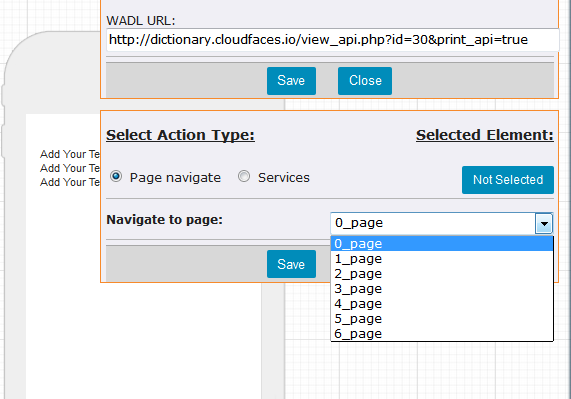 WADL URL:
http://dictionary.cloudfaces.io/view_api.php?id=30&print_api=true
Save Close
Select Action Type: Selected Element:
Add Your Te
Add Your Te
Add Your Te
Page navigate Services Not Selected
Navigate to page: 0_page
Save
0_page
1_page
2_page
3_page
4_page
5_page
6_page